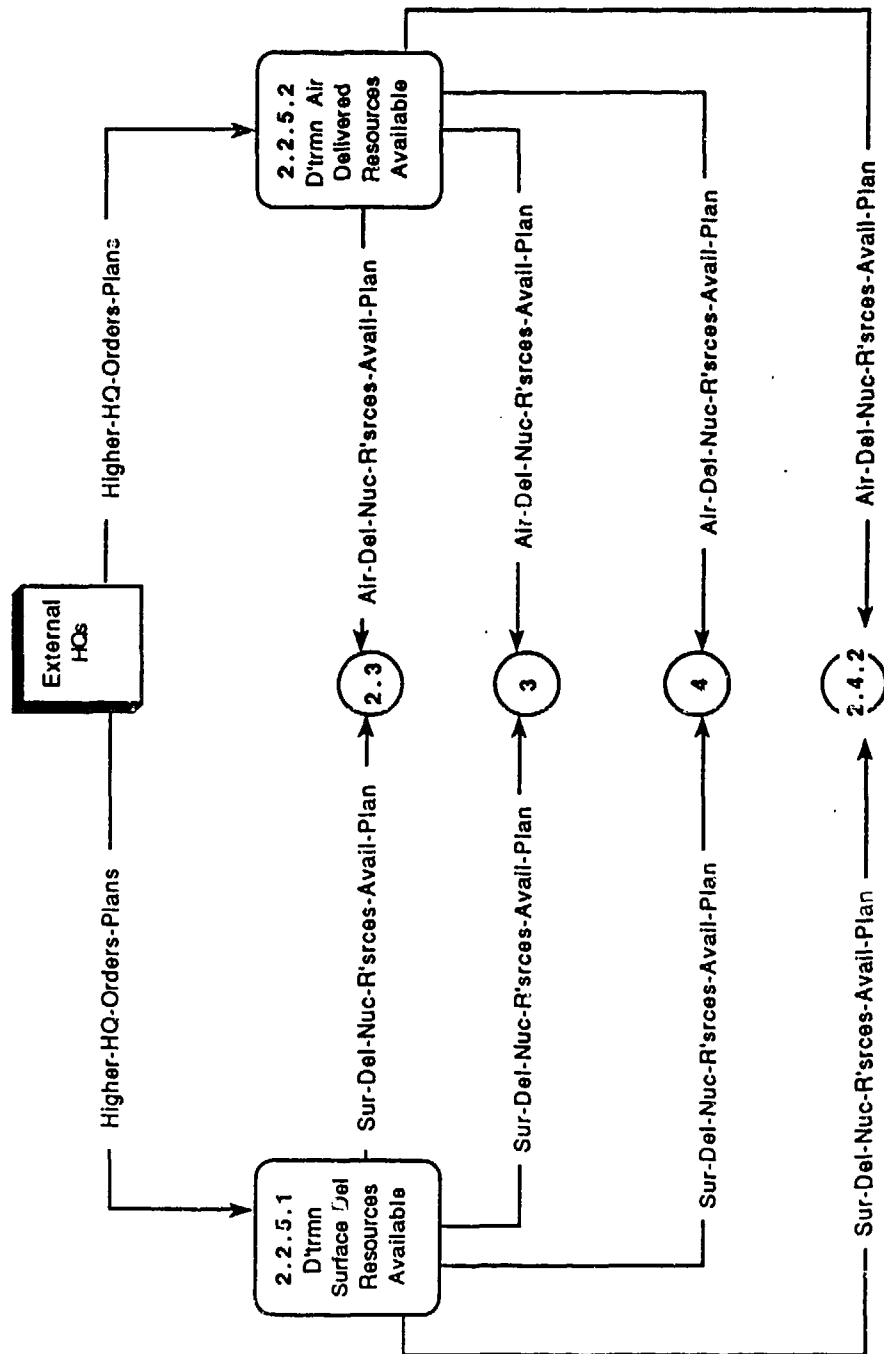 External
HQs
Higher-HQ-Orders-Plans
Higher-HQ-Orders-Plans
2.2.5.1
D'trmn
Surface Del
Resources
Available
2.2.5.2
D'trmn Air
Delivered
Resources
Available
Sur-Del-Nuc-R'srces-Avail-Plan
2.3
Air-Del-Nuc-R'srces-Avail-Plan
Sur-Del-Nuc-R'srces-Avail-Plan
3
Air-Del-Nuc-R'srces-Avail-Plan
Sur-Del-Nuc-R'srces-Avail-Plan
4
Air-Del-Nuc-R'srces-Avail-Plan
Sur-Del-Nuc-R'srces-Avail-Plan
2.4.2
Air-Del-Nuc-R'srces-Avail-Plan